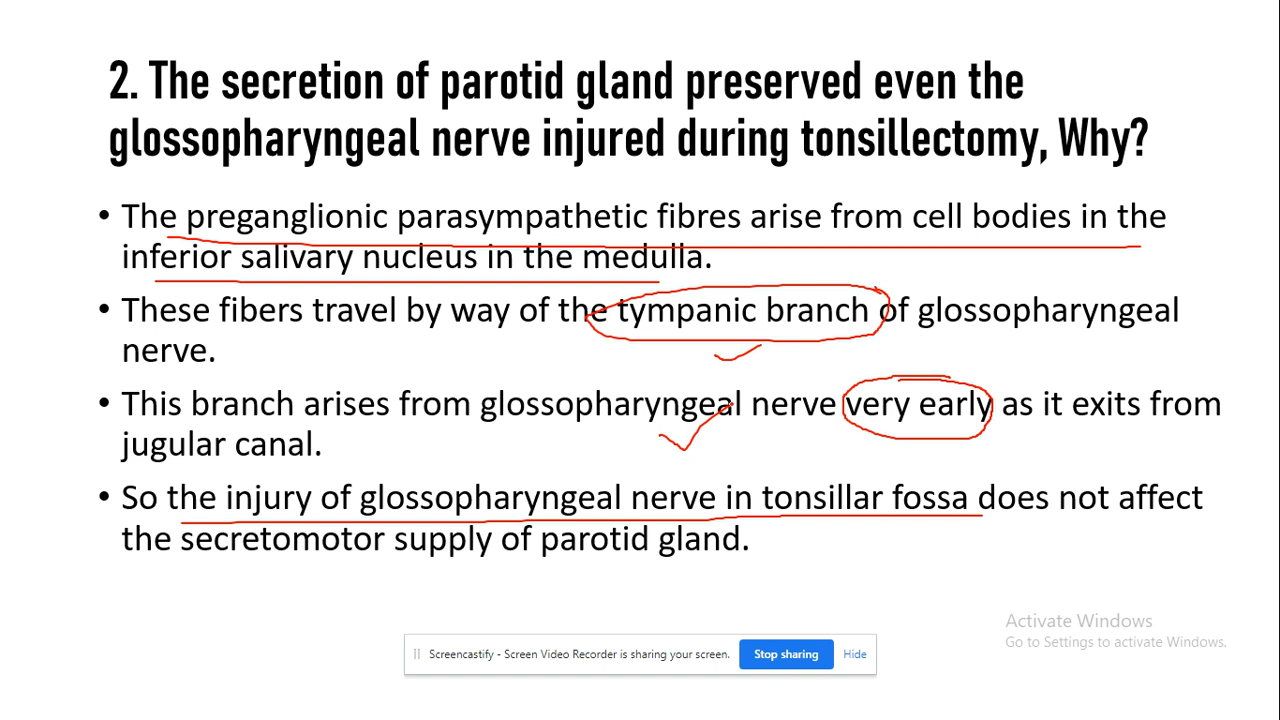 2. The secretion of parotid gland preserved even the
glossopharyngeal nerve injured during tonsillectomy, Why?
• The preganglionic parasympathetic fibres arise from cell bodies in the
inferior salivary nucleus in the medulla.
• These fibers travel by way of the tympanic branch of glossopharyngeal
nerve.
• This branch arises from glossopharyngeal nerve very early as it exits from
jugular canal.
• So the injury of glossopharyngeal nerve in tonsillar fossa does not affect
the secretomotor supply of parotid gland.
Activate Windows
Go to Settings to activate Windows.
Screencastify - Screen Video Recorder is sharing your screen. Stop sharing Hide